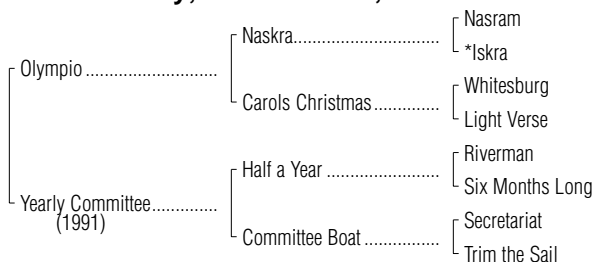 Nasram
Naskra................................
*Iskra
Olympio ............................
Whitesburg
Carols Christmas..............
Light Verse
Riverman
Half a Year ........................
Six Months Long
Yearly Committee..............
(1991)
Secretariat
Committee Boat ................
Trim the Sail